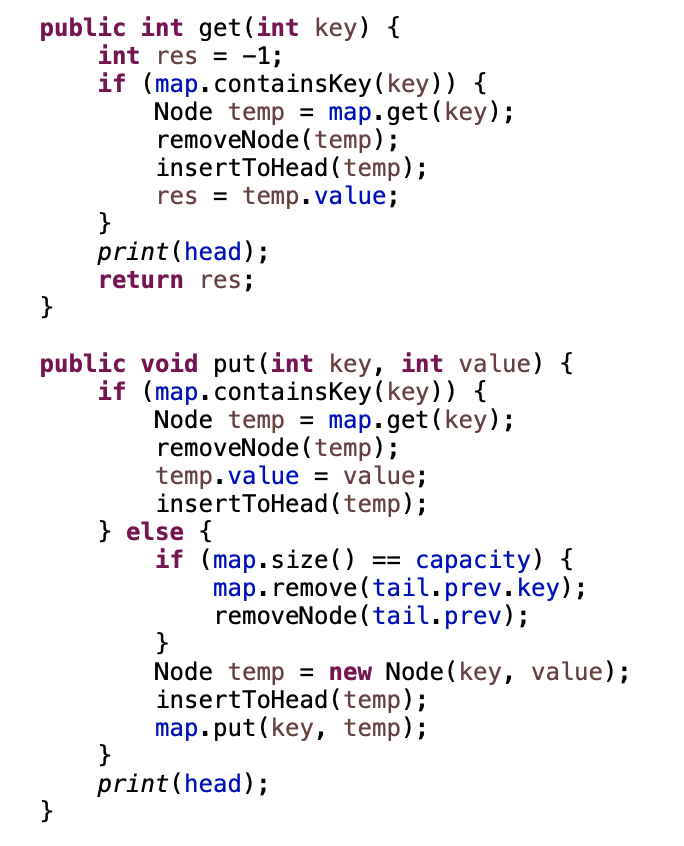 public int get(int key) {
    int res = -1;
    if (map.containsKey(key)) {
        Node temp = map.get(key);
        removeNode(temp);
        insertToHead(temp);
        res = temp.value;
    }
    print(head);
    return res;
}

public void put(int key, int value) {
    if (map.containsKey(key)) {
        Node temp = map.get(key);
        removeNode(temp);
        temp.value = value;
        insertToHead(temp);
    } else {
        if (map.size() == capacity) {
            map.remove(tail.prev.key);
            removeNode(tail.prev);
        }
        Node temp = new Node(key, value);
        insertToHead(temp);
        map.put(key, temp);
    }
    print(head);
}